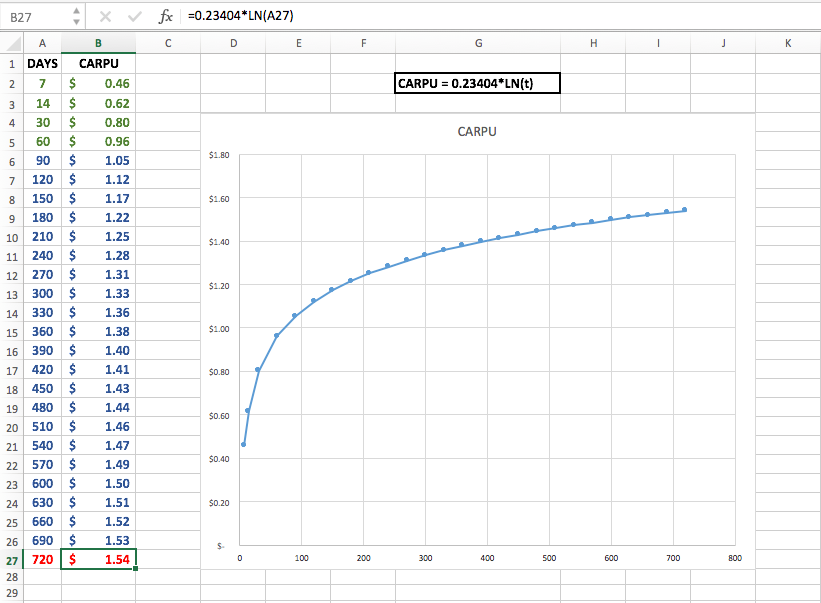 B27 fx =0.23404*LN(A27)
A B C D E F G H I J K
1 DAYS CARPU
2 7 $ 0.46 CARPU = 0.23404*LN(t)
3 14 $ 0.62
4 30 $ 0.80
5 60 $ 0.96
6 90 $ 1.05
7 120 $ 1.12
8 150 $ 1.17
9 180 $ 1.22
10 210 $ 1.25
11 240 $ 1.28
12 270 $ 1.31
13 300 $ 1.33
14 330 $ 1.36
15 360 $ 1.38
16 390 $ 1.40
17 420 $ 1.41
18 450 $ 1.43
19 480 $ 1.44
20 510 $ 1.46
21 540 $ 1.47
22 570 $ 1.49
23 600 $ 1.50
24 630 $ 1.51
25 660 $ 1.52
26 690 $ 1.53
27 720 $ 1.54
28
29
CARPU
$1.80
$1.60
$1.40
$1.20
$1.00
$0.80
$0.60
$0.40
$0.20
$-
0 100 200 300 400 500 600 700 800